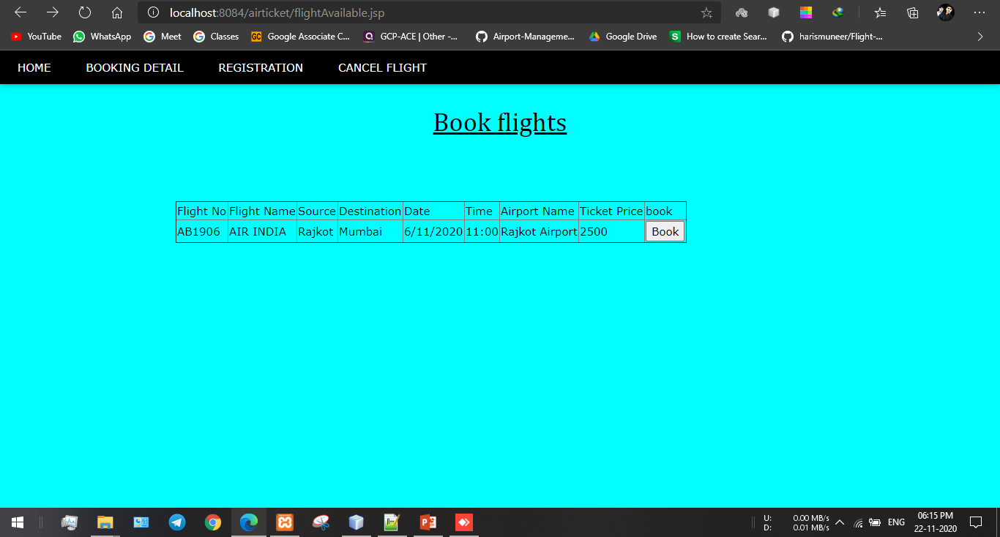 localhost:8084/airticket/flightAvailable.jsp
YouTube WhatsApp Meet Classes GC Google Associate C... GCP-ACE | Other -... Airport-Manageme... Google Drive S How to create Sear... harismuneer/Flight-...
HOME BOOKING DETAIL REGISTRATION CANCEL FLIGHT
Book flights
Flight No Flight Name Source Destination Date Time Airport Name Ticket Price book
AB1906 AIR INDIA Rajkot Mumbai 6/11/2020 11:00 Rajkot Airport 2500 Book
U: 0.00 MB/s
D: 0.01 MB/s
ENG
06:15 PM
22-11-2020